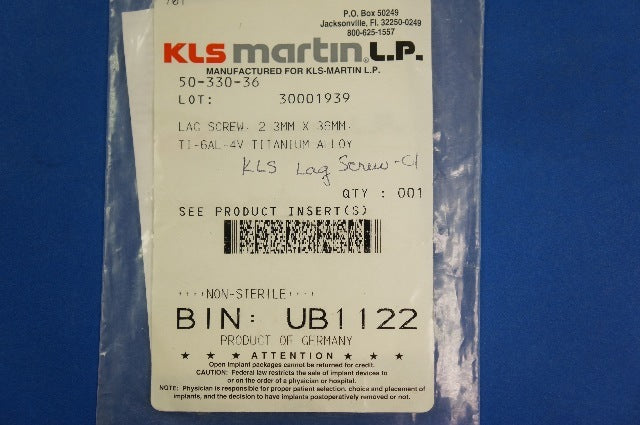 P.O. Box 50249
Jacksonville, Fl. 32250-0249
800-625-1557
KLS martin® L.P.
MANUFACTURED FOR KLS-MARTIN L.P.
50-330-36
LOT: 30001939
LAG SCREW, 2.3MM X 36MM,
TI-6AL-4V TITANIUM ALLOY
KLS Lag Screw-
QTY : 001
SEE PRODUCT INSERT(S)
****NON-STERILE****
BIN: UB1122
PRODUCT OF GERMANY
★ ★ ★ ATTENTION ★ ★ ★
Open implant packages cannot be returned for credit.
CAUTION: Federal law restricts the sale of implant devices to
or on the order of a physician or hospital.
NOTE: Physician is responsible for proper patient selection, choice and placement of
implants, and the decision to have implants postoperatively removed or not.